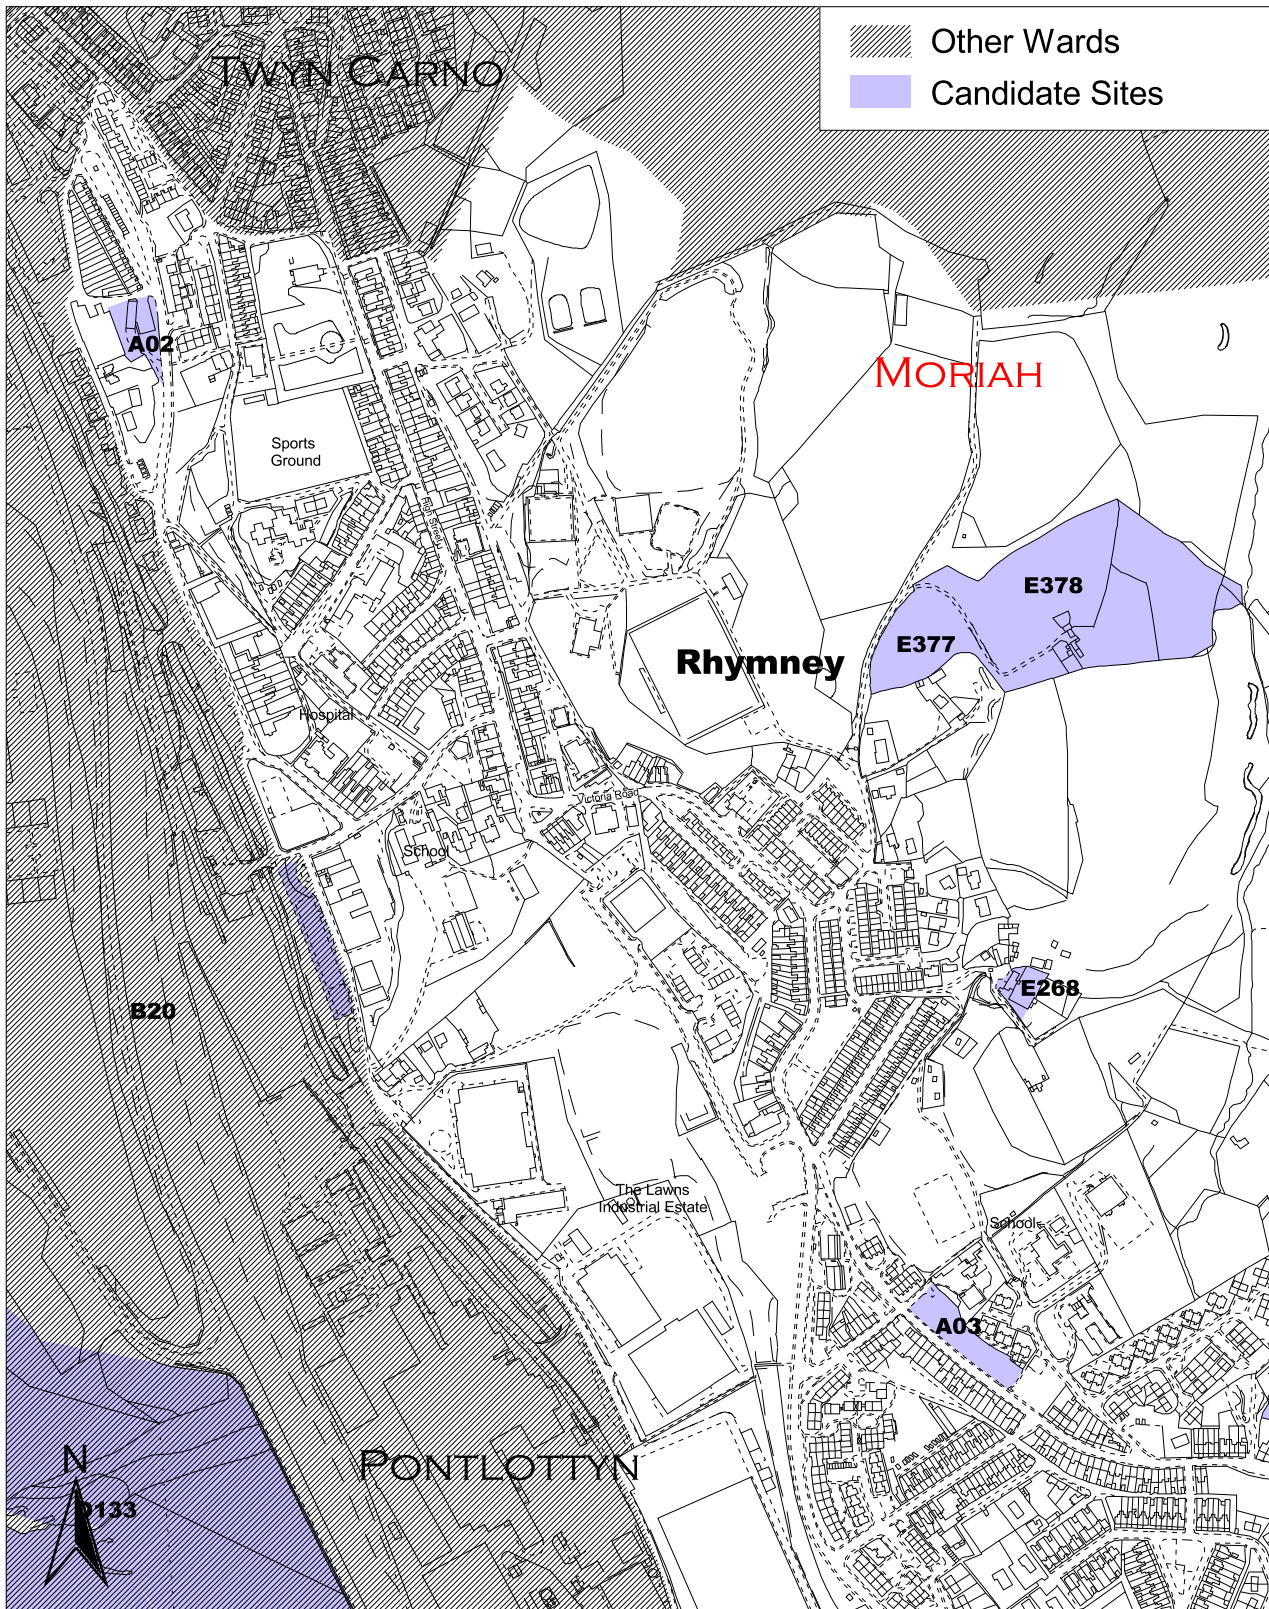 Other Wards
Candidate Sites
TWYN CARNO
A02
MORIAH
Sports
Ground
High Street
E378
E377
Rhymney
Hospital
Victoria Road
School
E268
B20
The Lawns
Industrial Estate
School
A03
N
PONTLOTTYN
D133